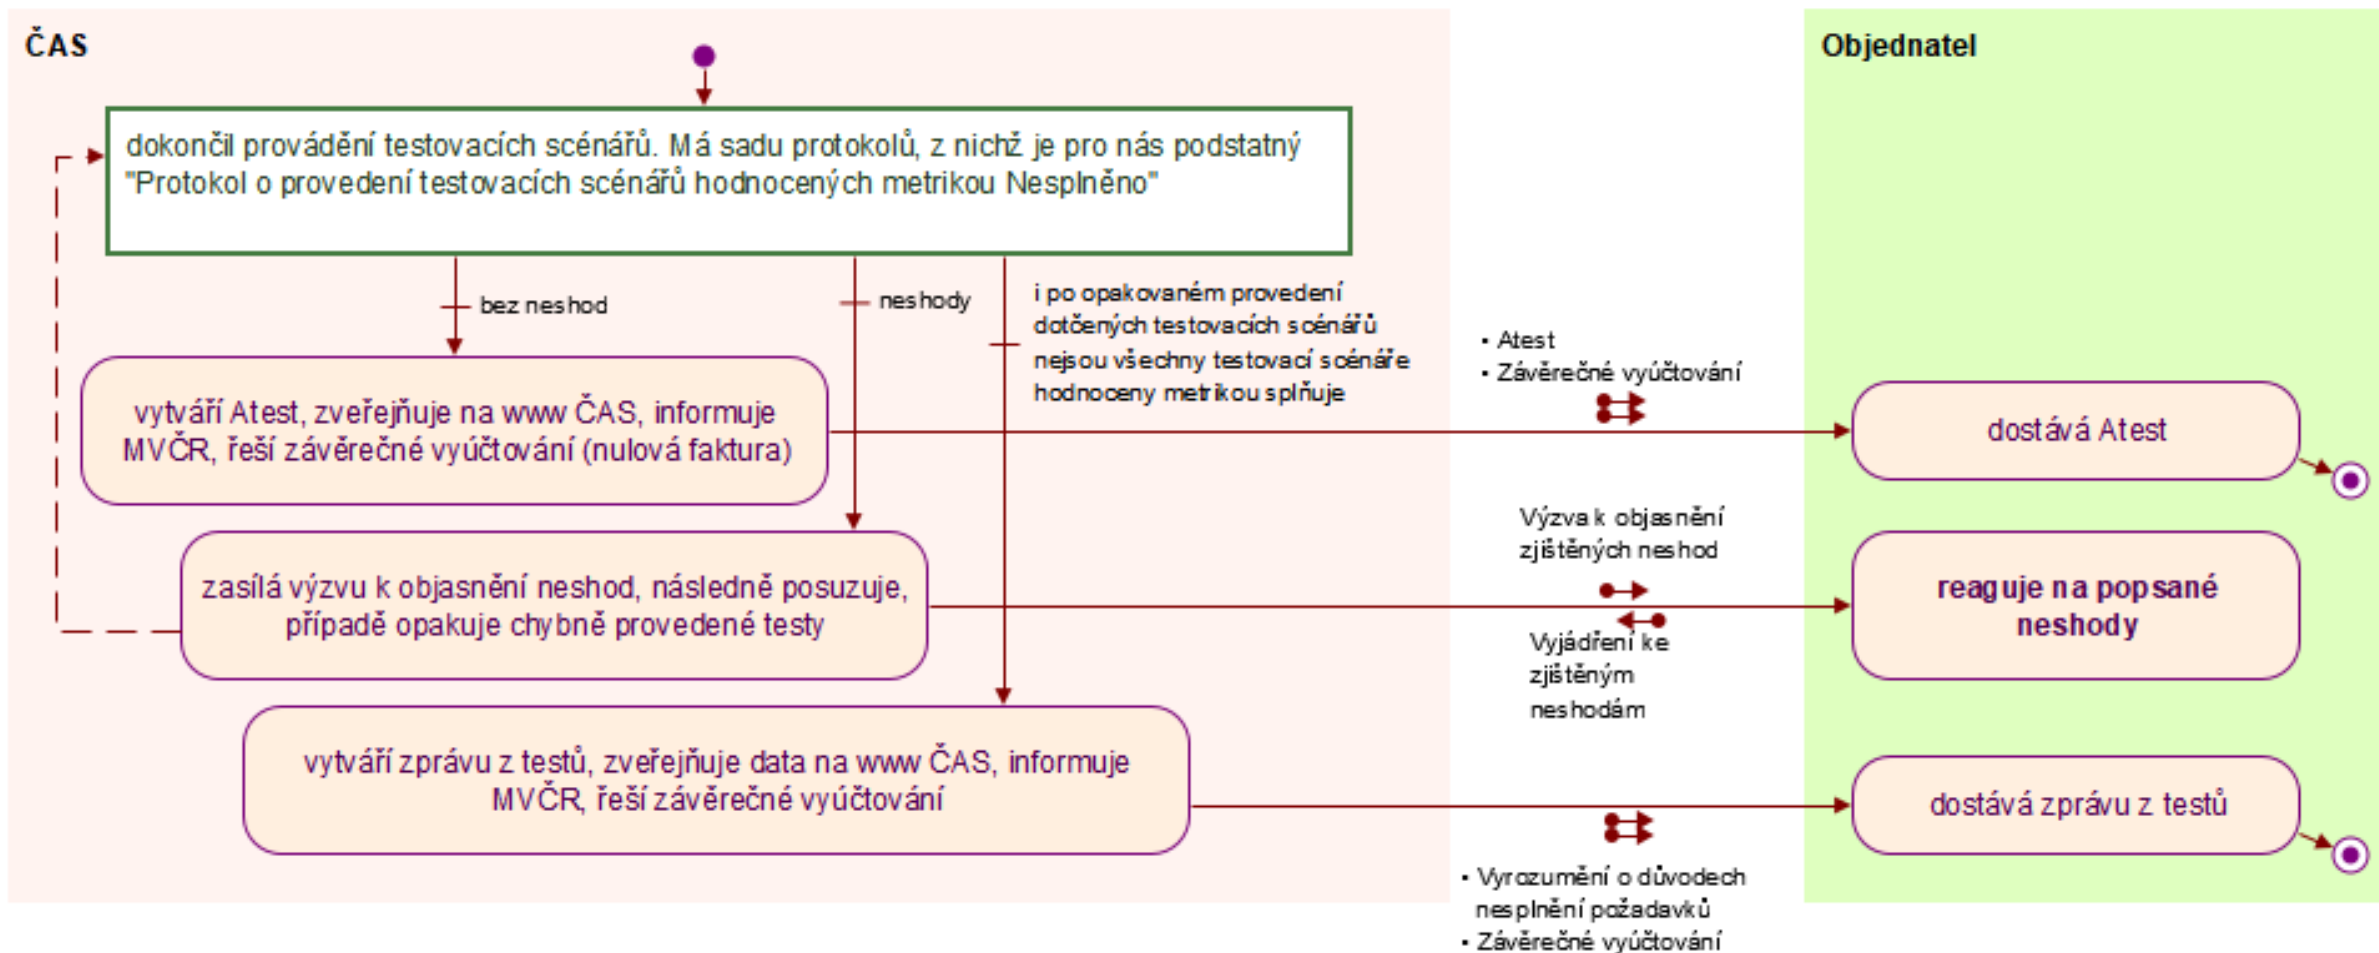 ČAS
Objednatel
dokončil provádění testovacích scénářů. Má sadu protokolů, z nichž je pro nás podstatný
"Protokol o provedení testovacích scénářů hodnocených metrikou Nesplněno"
bez neshod
neshody
i po opakovaném provedení
dotčených testovacích scénářů
nejsou všechny testovací scénáře
hodnoceny metrikou splňuje
• Atest
• Závěrečné vyúčtování
vytváří Atest, zveřejňuje na www ČAS, informuje
MVČR, řeší závěrečné vyúčtování (nulová faktura)
dostává Atest
Výzva k objasnění
zjištěných neshod
zasílá výzvu k objasnění neshod, následně posuzuje,
případě opakuje chybně provedené testy
reaguje na popsané
neshody
Vyjádření ke
zjištěným
neshodám
vytváří zprávu z testů, zveřejňuje data na www ČAS, informuje
MVČR, řeší závěrečné vyúčtování
dostává zprávu z testů
• Vyrozumění o důvodech
nesplnění požadavků
• Závěrečné vyúčtování